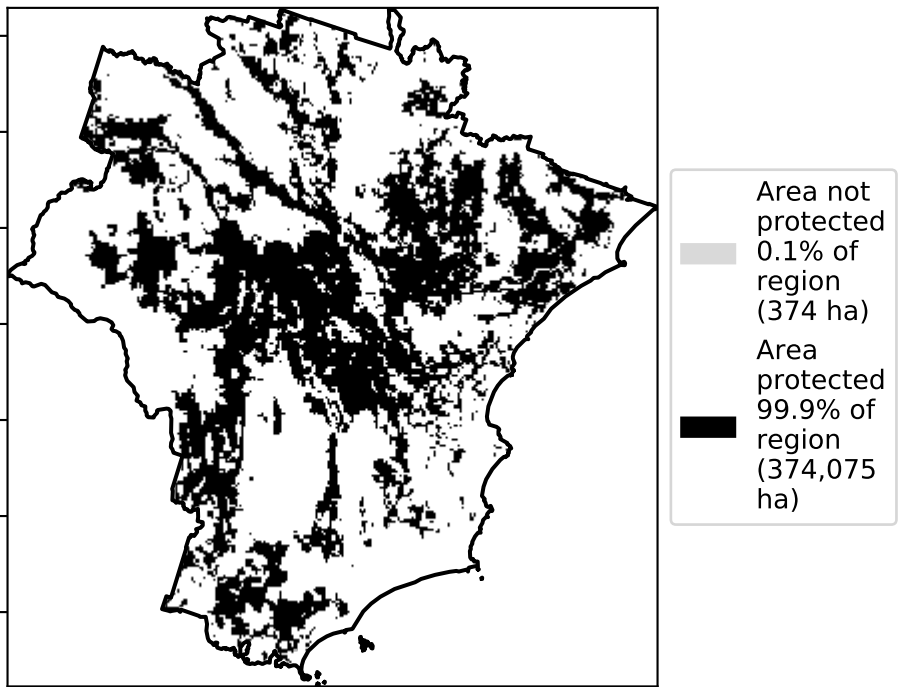 Area not
protected
0.1% of
region
(374 ha)
Area
protected
99.9% of
region
(374,075
ha)